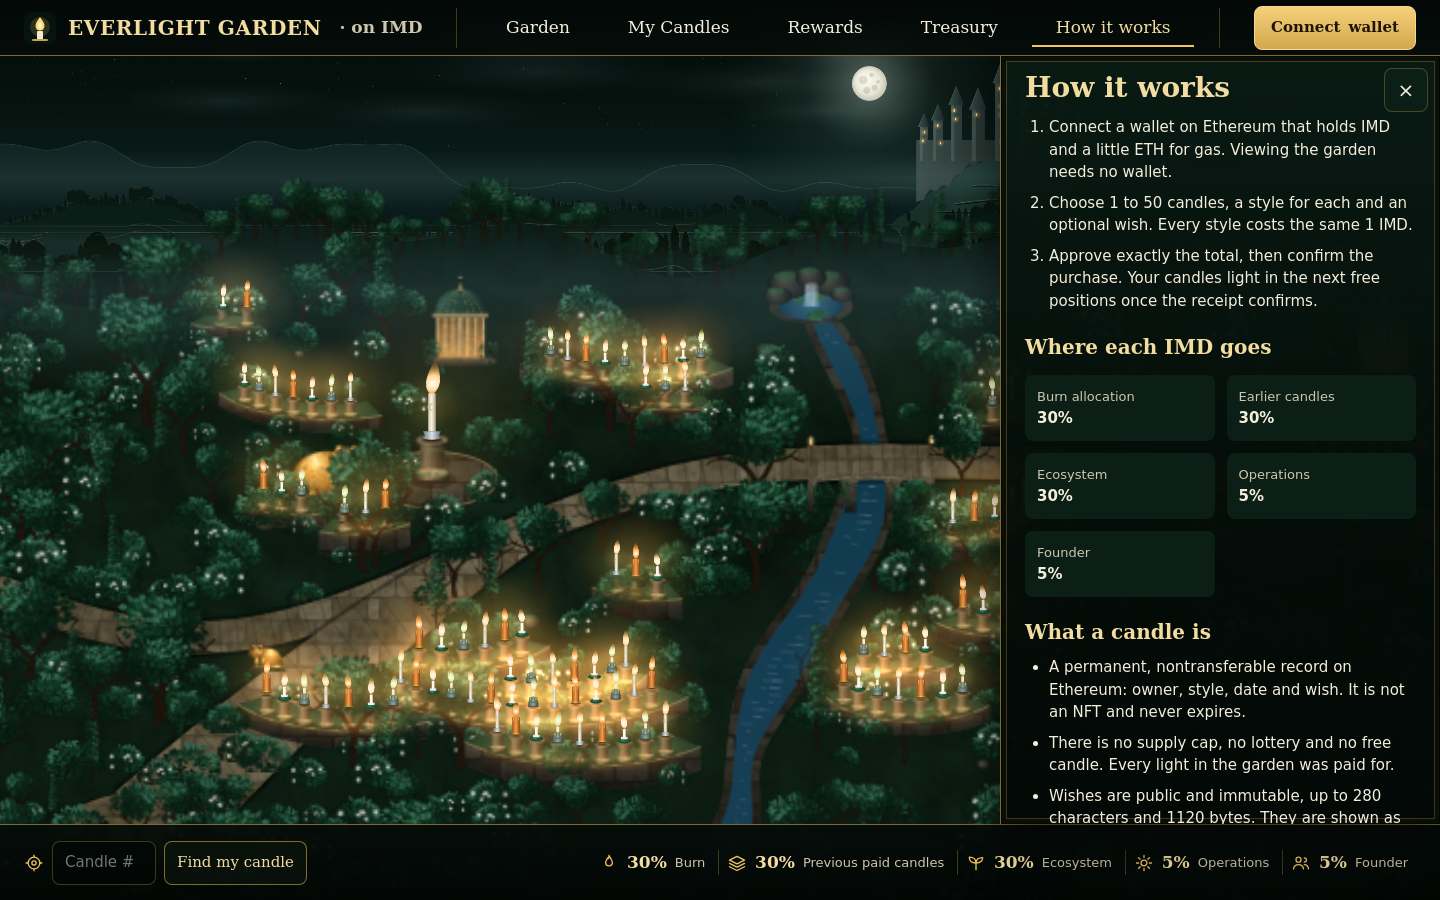 EVERLIGHT GARDEN · on IMD
Garden
My Candles
Rewards
Treasury
How it works
Connect wallet
How it works
×
1. Connect a wallet on Ethereum that holds IMD
and a little ETH for gas. Viewing the garden
needs no wallet.
2. Choose 1 to 50 candles, a style for each and an
optional wish. Every style costs the same 1 IMD.
3. Approve exactly the total, then confirm the
purchase. Your candles light in the next free
positions once the receipt confirms.
Where each IMD goes
Burn allocation
30%
Earlier candles
30%
Ecosystem
30%
Operations
5%
Founder
5%
What a candle is
• A permanent, nontransferable record on
Ethereum: owner, style, date and wish. It is not
an NFT and never expires.
• There is no supply cap, no lottery and no free
candle. Every light in the garden was paid for.
• Wishes are public and immutable, up to 280
characters and 1120 bytes. They are shown as
Candle #
Find my candle
30% Burn
30% Previous paid candles
30% Ecosystem
5% Operations
5% Founder